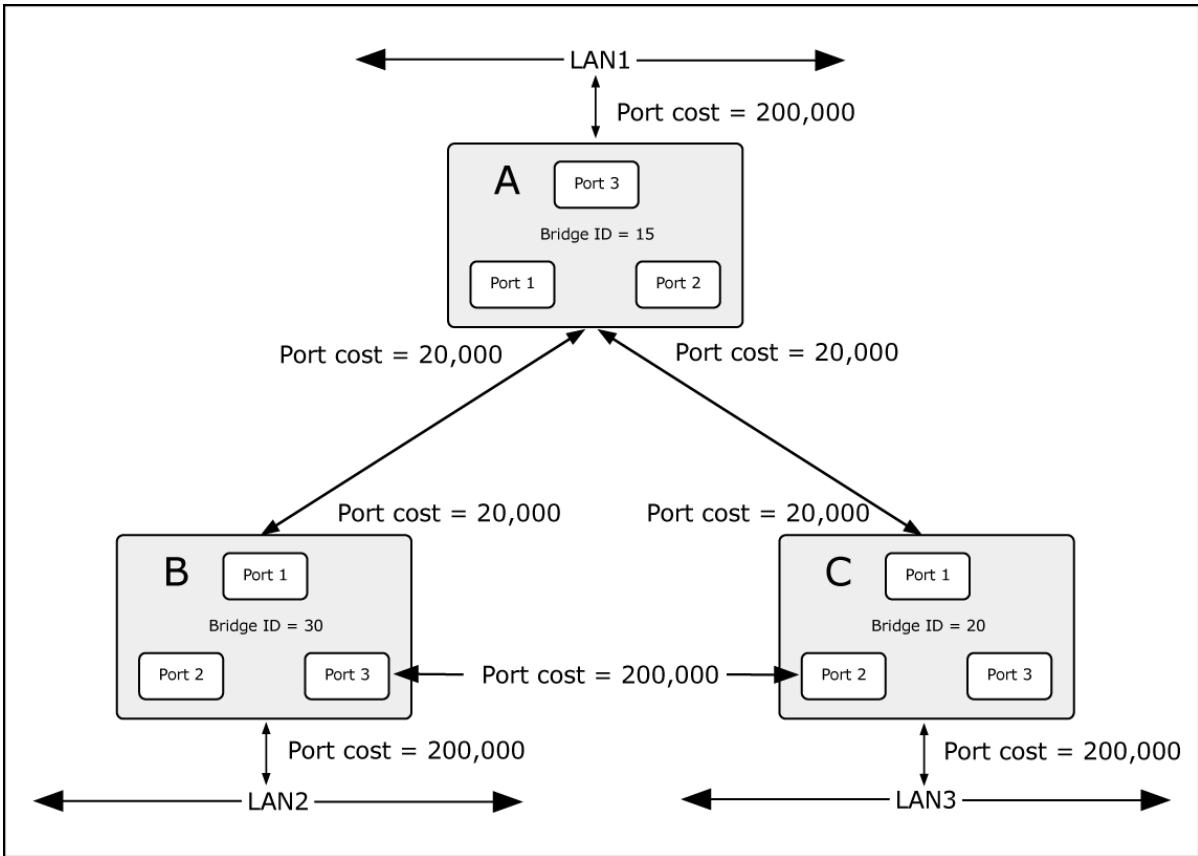 LAN1
Port cost = 200,000
A
Port 3
Bridge ID = 15
Port 1
Port 2
Port cost = 20,000
Port cost = 20,000
Port cost = 20,000
Port cost = 20,000
B
Port 1
Bridge ID = 30
Port 2
Port 3
Port cost = 200,000
C
Port 1
Bridge ID = 20
Port 2
Port 3
Port cost = 200,000
LAN2
Port cost = 200,000
LAN3